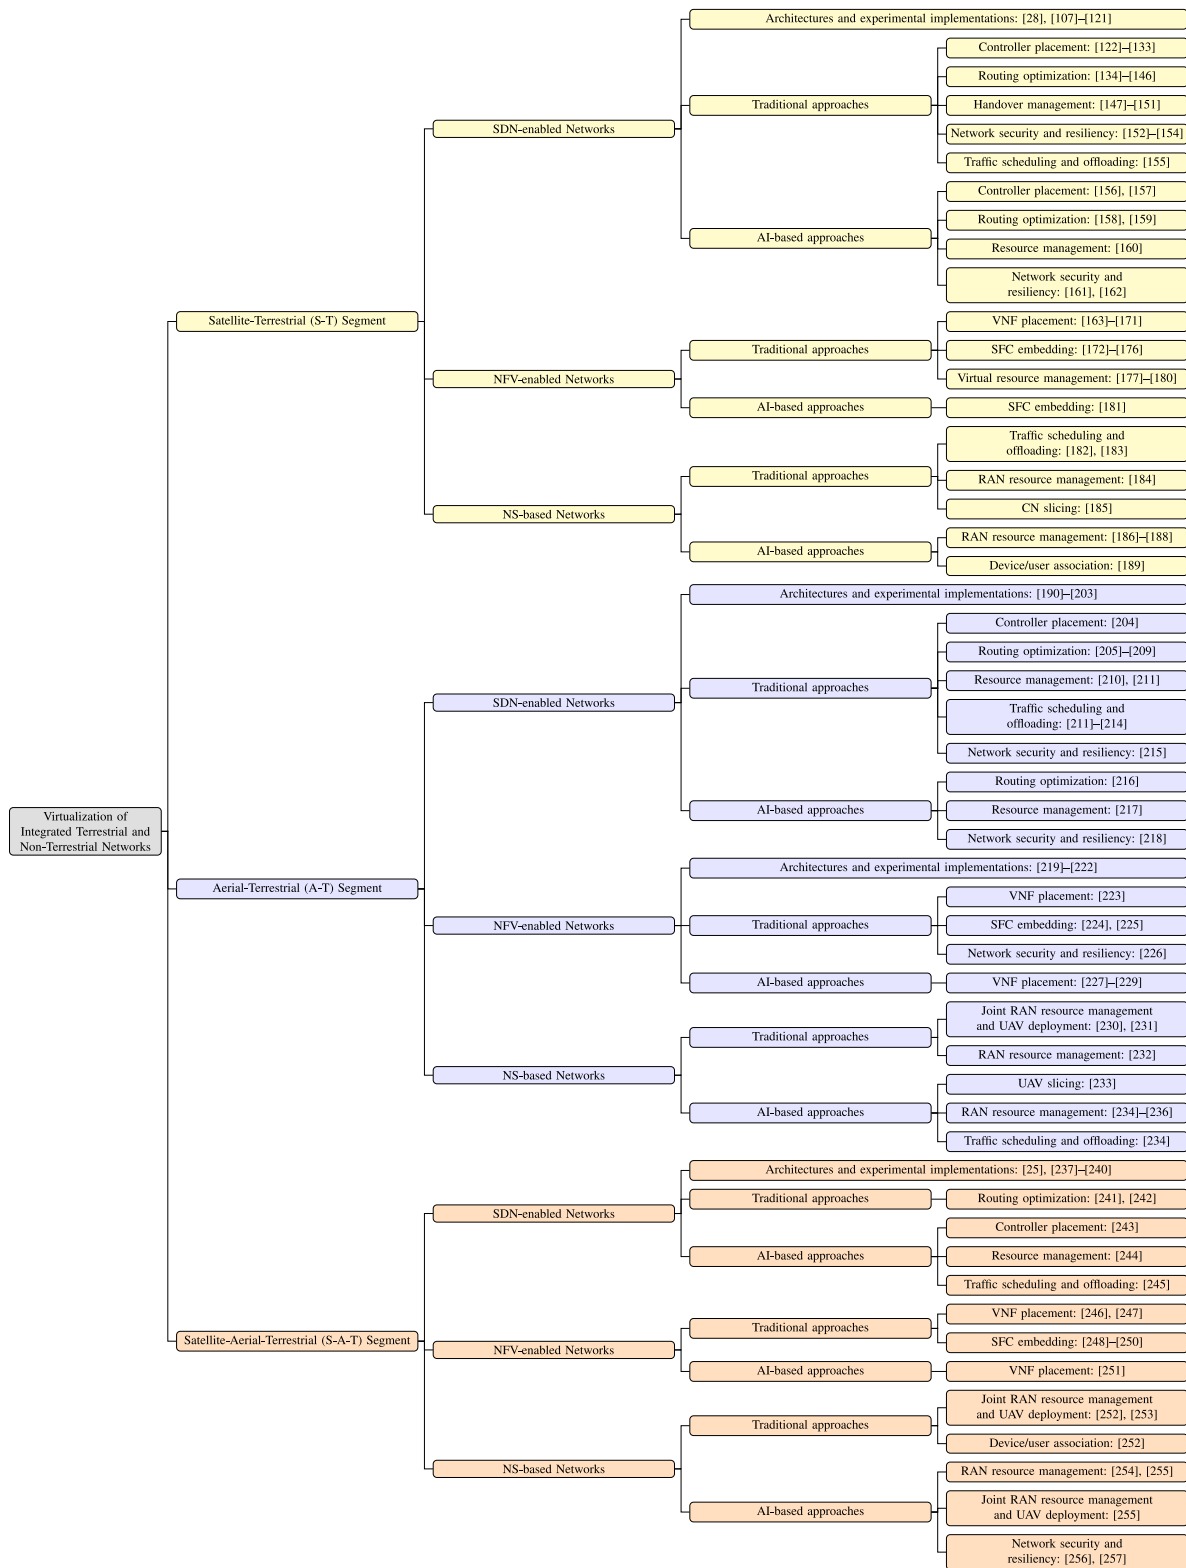 Virtualization of
Integrated Terrestrial and
Non-Terrestrial Networks
Satellite-Terrestrial (S-T) Segment
SDN-enabled Networks
Architectures and experimental implementations: [28], [107]–[121]
Traditional approaches
Controller placement: [122]–[133]
Routing optimization: [134]–[146]
Handover management: [147]–[151]
Network security and resiliency: [152]–[154]
Traffic scheduling and offloading: [155]
AI-based approaches
Controller placement: [156], [157]
Routing optimization: [158], [159]
Resource management: [160]
Network security and
resiliency: [161], [162]
NFV-enabled Networks
Traditional approaches
VNF placement: [163]–[171]
SFC embedding: [172]–[176]
Virtual resource management: [177]–[180]
AI-based approaches
SFC embedding: [181]
NS-based Networks
Traditional approaches
Traffic scheduling and
offloading: [182], [183]
RAN resource management: [184]
CN slicing: [185]
AI-based approaches
RAN resource management: [186]–[188]
Device/user association: [189]
Aerial-Terrestrial (A-T) Segment
SDN-enabled Networks
Architectures and experimental implementations: [190]–[203]
Traditional approaches
Controller placement: [204]
Routing optimization: [205]–[209]
Resource management: [210], [211]
Traffic scheduling and
offloading: [211]–[214]
Network security and resiliency: [215]
AI-based approaches
Routing optimization: [216]
Resource management: [217]
Network security and resiliency: [218]
NFV-enabled Networks
Architectures and experimental implementations: [219]–[222]
Traditional approaches
VNF placement: [223]
SFC embedding: [224], [225]
Network security and resiliency: [226]
AI-based approaches
VNF placement: [227]–[229]
NS-based Networks
Traditional approaches
Joint RAN resource management
and UAV deployment: [230], [231]
RAN resource management: [232]
AI-based approaches
UAV slicing: [233]
RAN resource management: [234]–[236]
Traffic scheduling and offloading: [234]
Satellite-Aerial-Terrestrial (S-A-T) Segment
SDN-enabled Networks
Architectures and experimental implementations: [25], [237]–[240]
Traditional approaches
Routing optimization: [241], [242]
AI-based approaches
Controller placement: [243]
Resource management: [244]
Traffic scheduling and offloading: [245]
NFV-enabled Networks
Traditional approaches
VNF placement: [246], [247]
SFC embedding: [248]–[250]
AI-based approaches
VNF placement: [251]
NS-based Networks
Traditional approaches
Joint RAN resource management
and UAV deployment: [252], [253]
Device/user association: [252]
AI-based approaches
RAN resource management: [254], [255]
Joint RAN resource management
and UAV deployment: [255]
Network security and
resiliency: [256], [257]